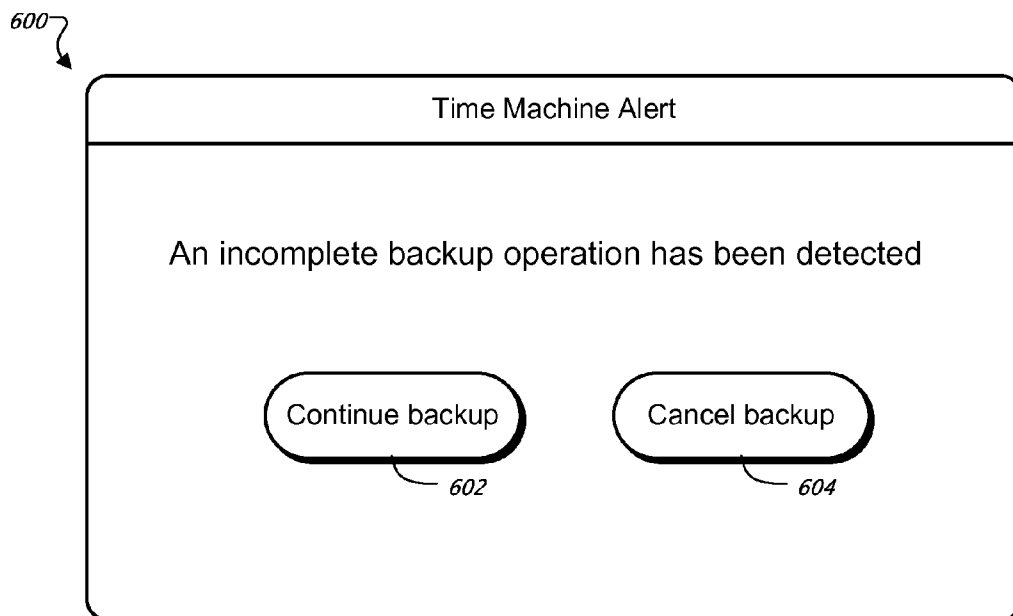 600
Time Machine Alert
An incomplete backup operation has been detected
Continue backup
Cancel backup
602
604